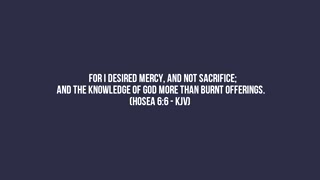 FOR I DESIRED MERCY, AND NOT SACRIFICE;
AND THE KNOWLEDGE OF GOD MORE THAN BURNT OFFERINGS.
(HOSEA 6:6 - KJV)